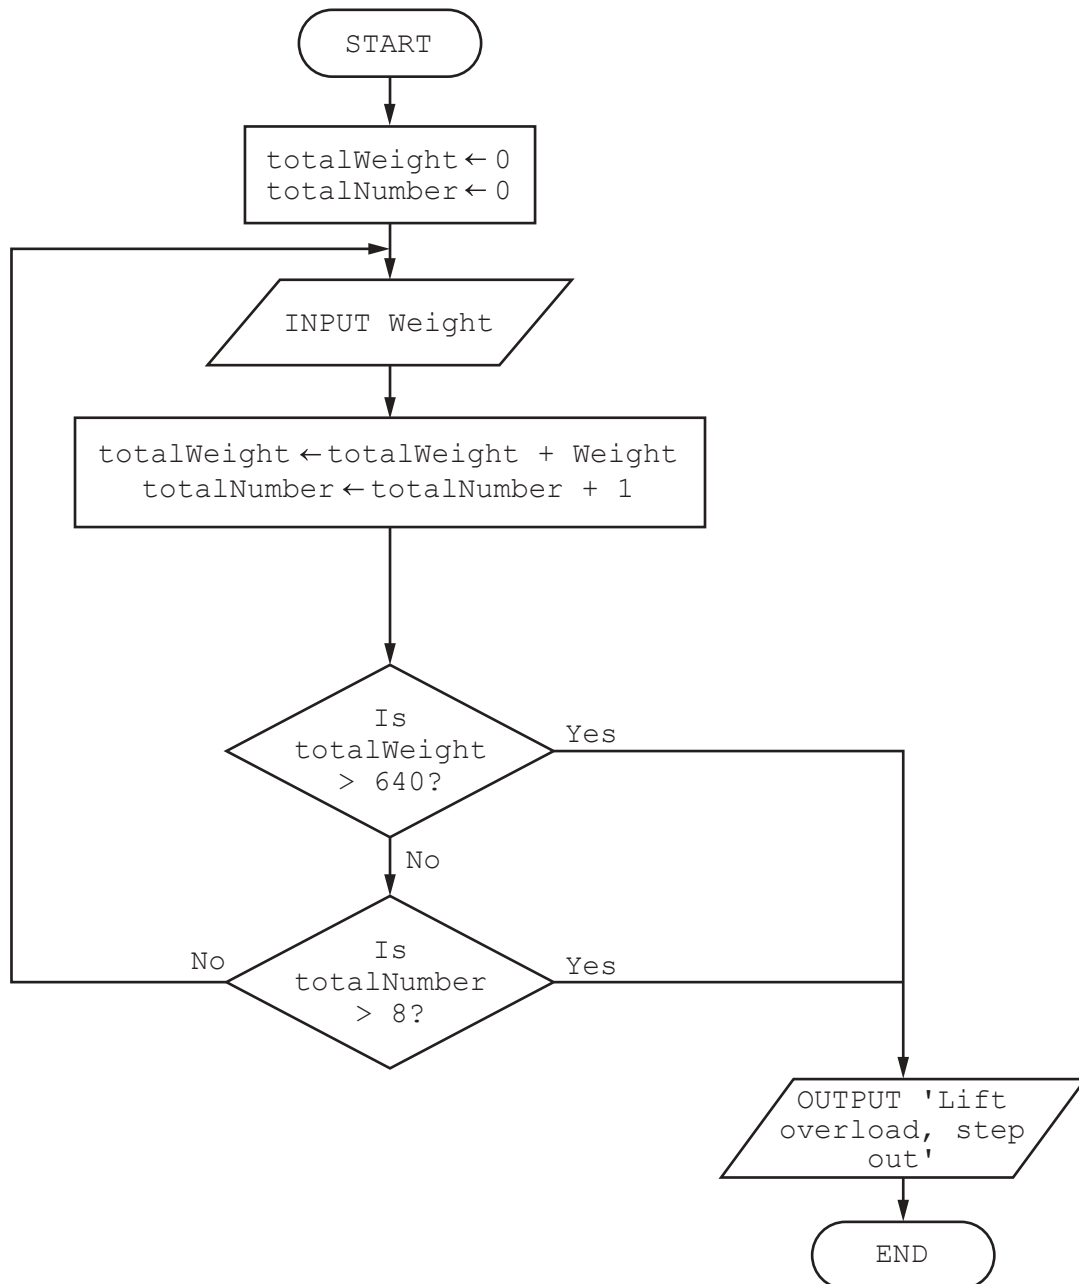 START
totalWeight ← 0
totalNumber ← 0
INPUT Weight
totalWeight ← totalWeight + Weight
totalNumber ← totalNumber + 1
Is
totalWeight
> 640?
Yes
No
Is
totalNumber
> 8?
No
Yes
OUTPUT 'Lift
overload, step
out'
END